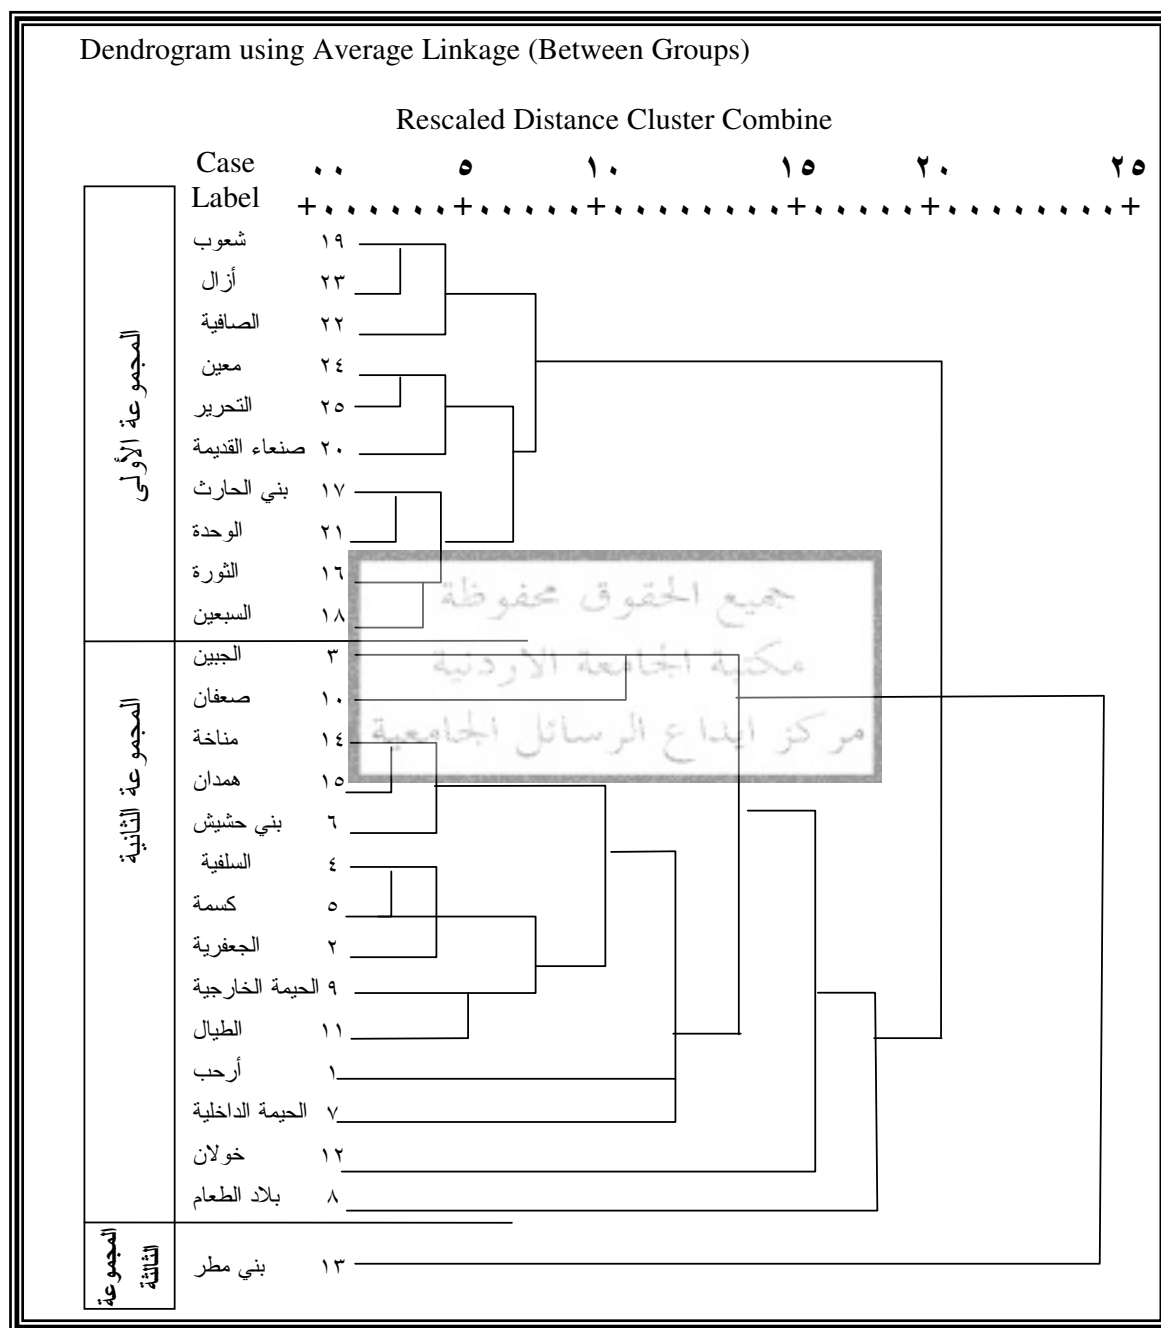 Dendrogram using Average Linkage (Between Groups)
Rescaled Distance Cluster Combine
Case ٠٠ ٥ ١٠ ١٥ ٢٠ ٢٥
Label
المجموعة الأولى
شعوب ١٩
أزال ٢٣
الصافية ٢٢
معين ٢٤
التحرير ٢٥
صنعاء القديمة ٢٠
بني الحارث ١٧
الوحدة ٢١
الثورة ١٦
السبعين ١٨
المجموعة الثانية
الجبين ٣
صعفان ١٠
مناخة ١٤
همدان ١٥
بني حشيش ٦
السلفية ٤
كسمة ٥
الجعفرية ٢
الحيمة الخارجية ٩
الطيال ١١
أرحب ١
الحيمة الداخلية ٧
خولان ١٢
بلاد الطعام ٨
المجموعة
الثالثة
بني مطر ١٣
جميع الحقوق محفوظة
مكتبة الجامعة الاردنية
مركز ايداع الرسائل الجامعية